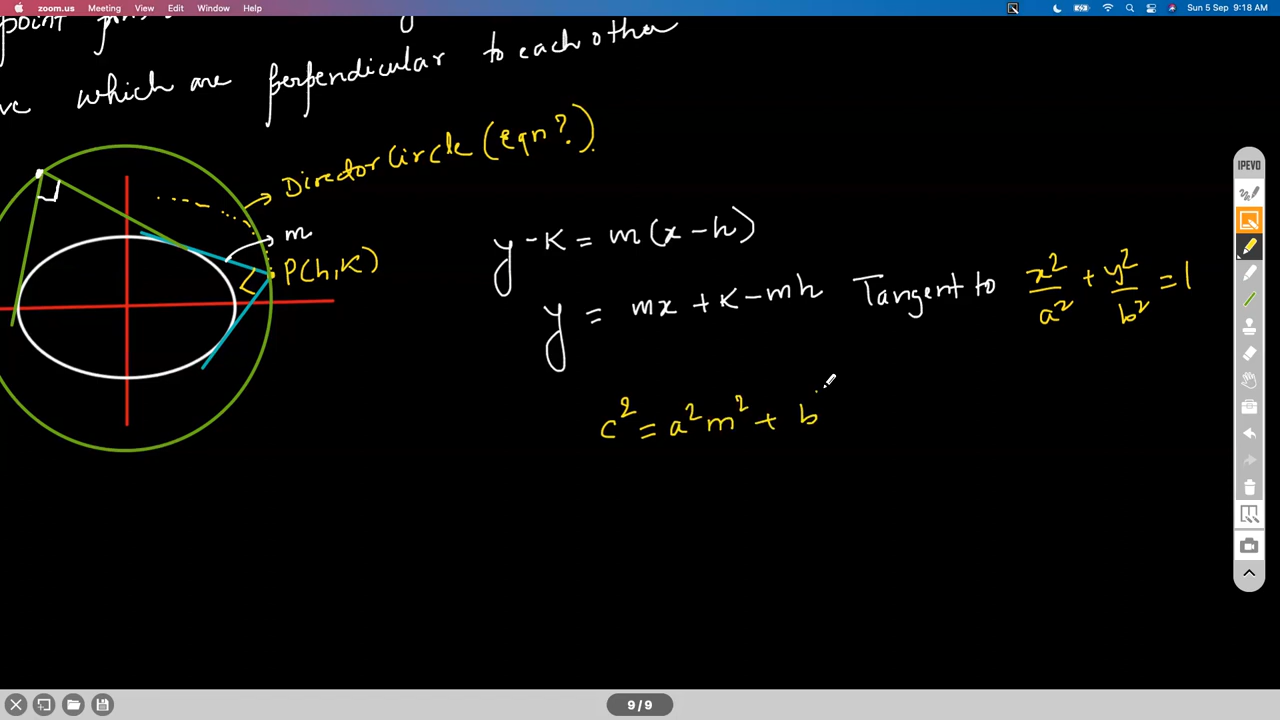 zoom.us Meeting View Window Help Sun 5 Sep 9:18 AM
point
which are perpendicular to each other
Director Circle (Eqn?)
m
P(h,K)
y-K = m(x-h)
y = mx + K-mh Tangent to x²/a² + y²/b² = 1
c² = a²m² + b
IPEVO
9/9